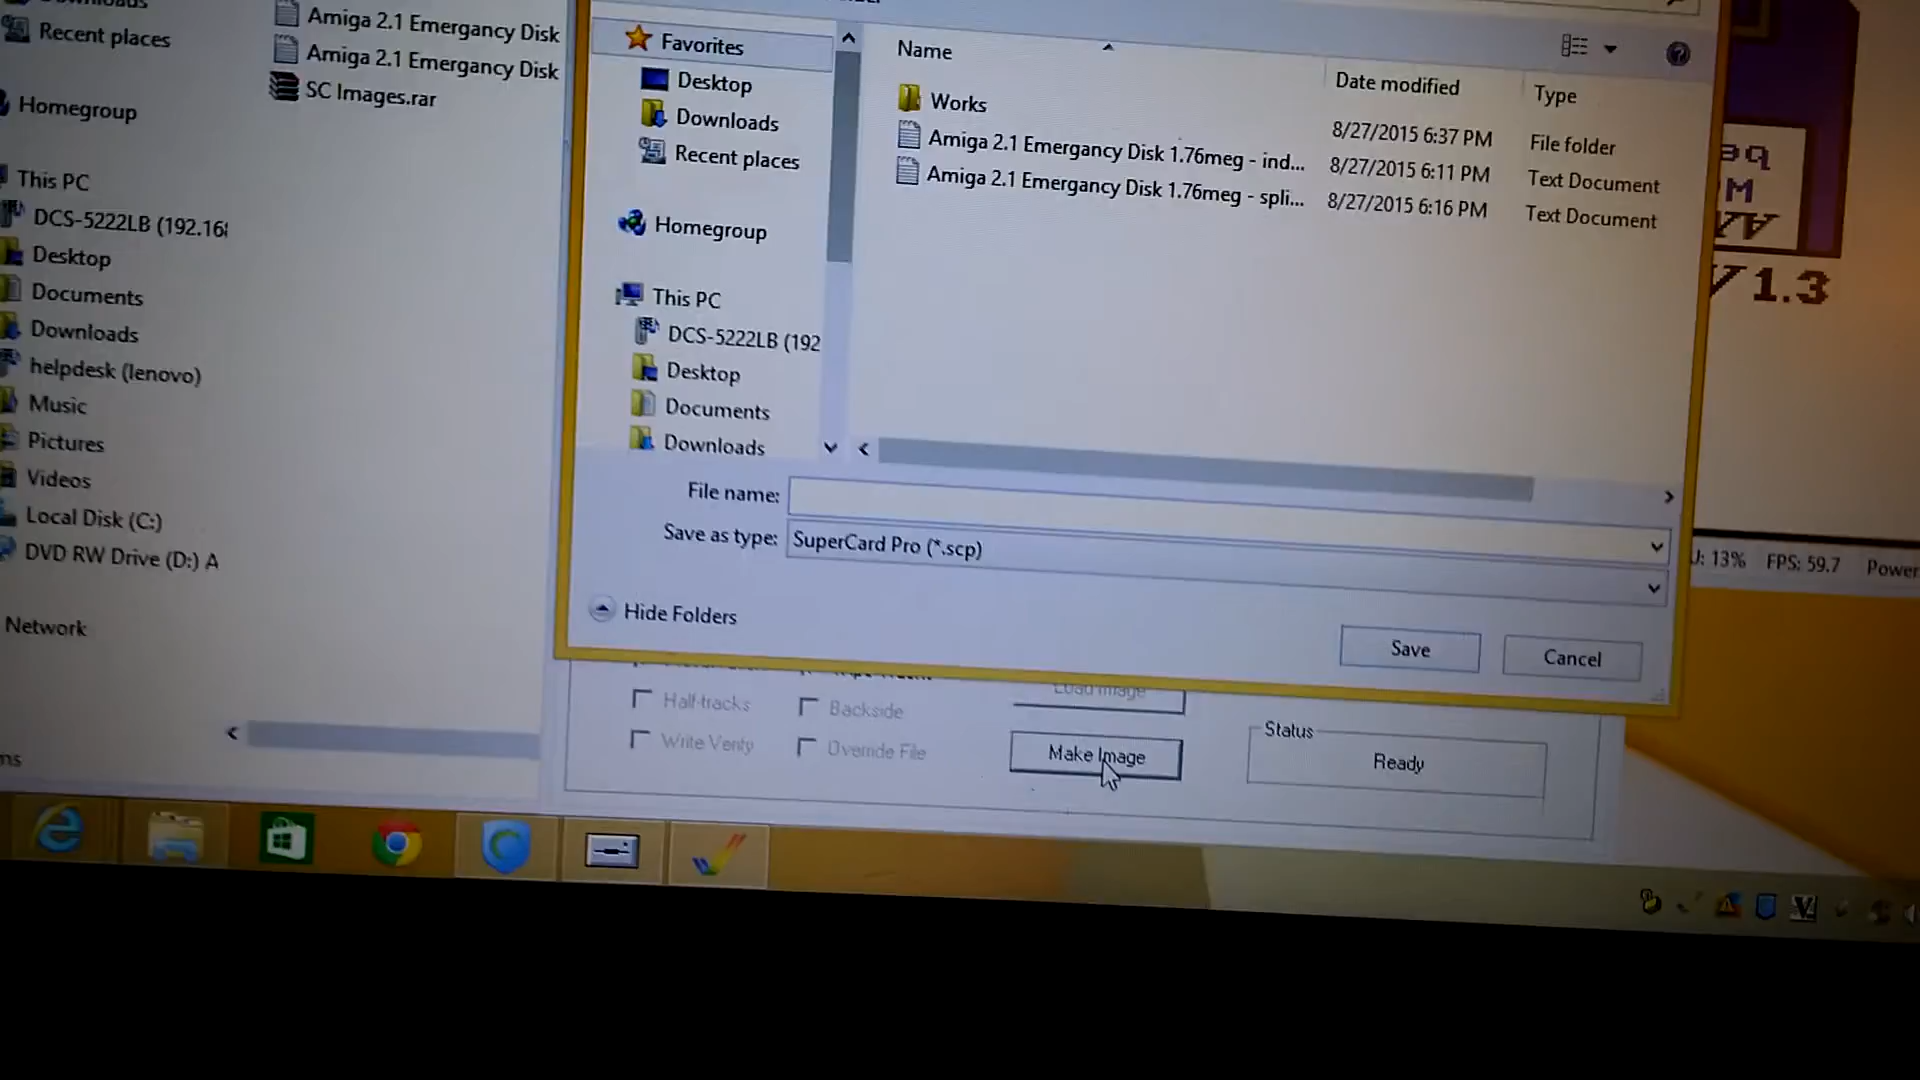 Recent places
Homegroup
This PC
DCS-5222LB (192.168
Desktop
Documents
Downloads
helpdesk (lenovo)
Music
Pictures
Videos
Local Disk (C:)
DVD RW Drive (D:) A
Network
Amiga 2.1 Emergancy Disk
Amiga 2.1 Emergancy Disk
SC Images.rar
Favorites
Desktop
Downloads
Recent places
Homegroup
This PC
DCS-5222LB (192
Desktop
Documents
Downloads
Name Date modified Type
Works 8/27/2015 6:37 PM File folder
Amiga 2.1 Emergancy Disk 1.76meg - ind... 8/27/2015 6:11 PM Text Document
Amiga 2.1 Emergancy Disk 1.76meg - spli... 8/27/2015 6:16 PM Text Document
File name:
Save as type: SuperCard Pro (*.scp)
Hide Folders
Save Cancel
Half-tracks Backside Load Image
Write Verify Override File Make Image
Status
Ready
V1.3
U: 13% FPS: 59.7 Power